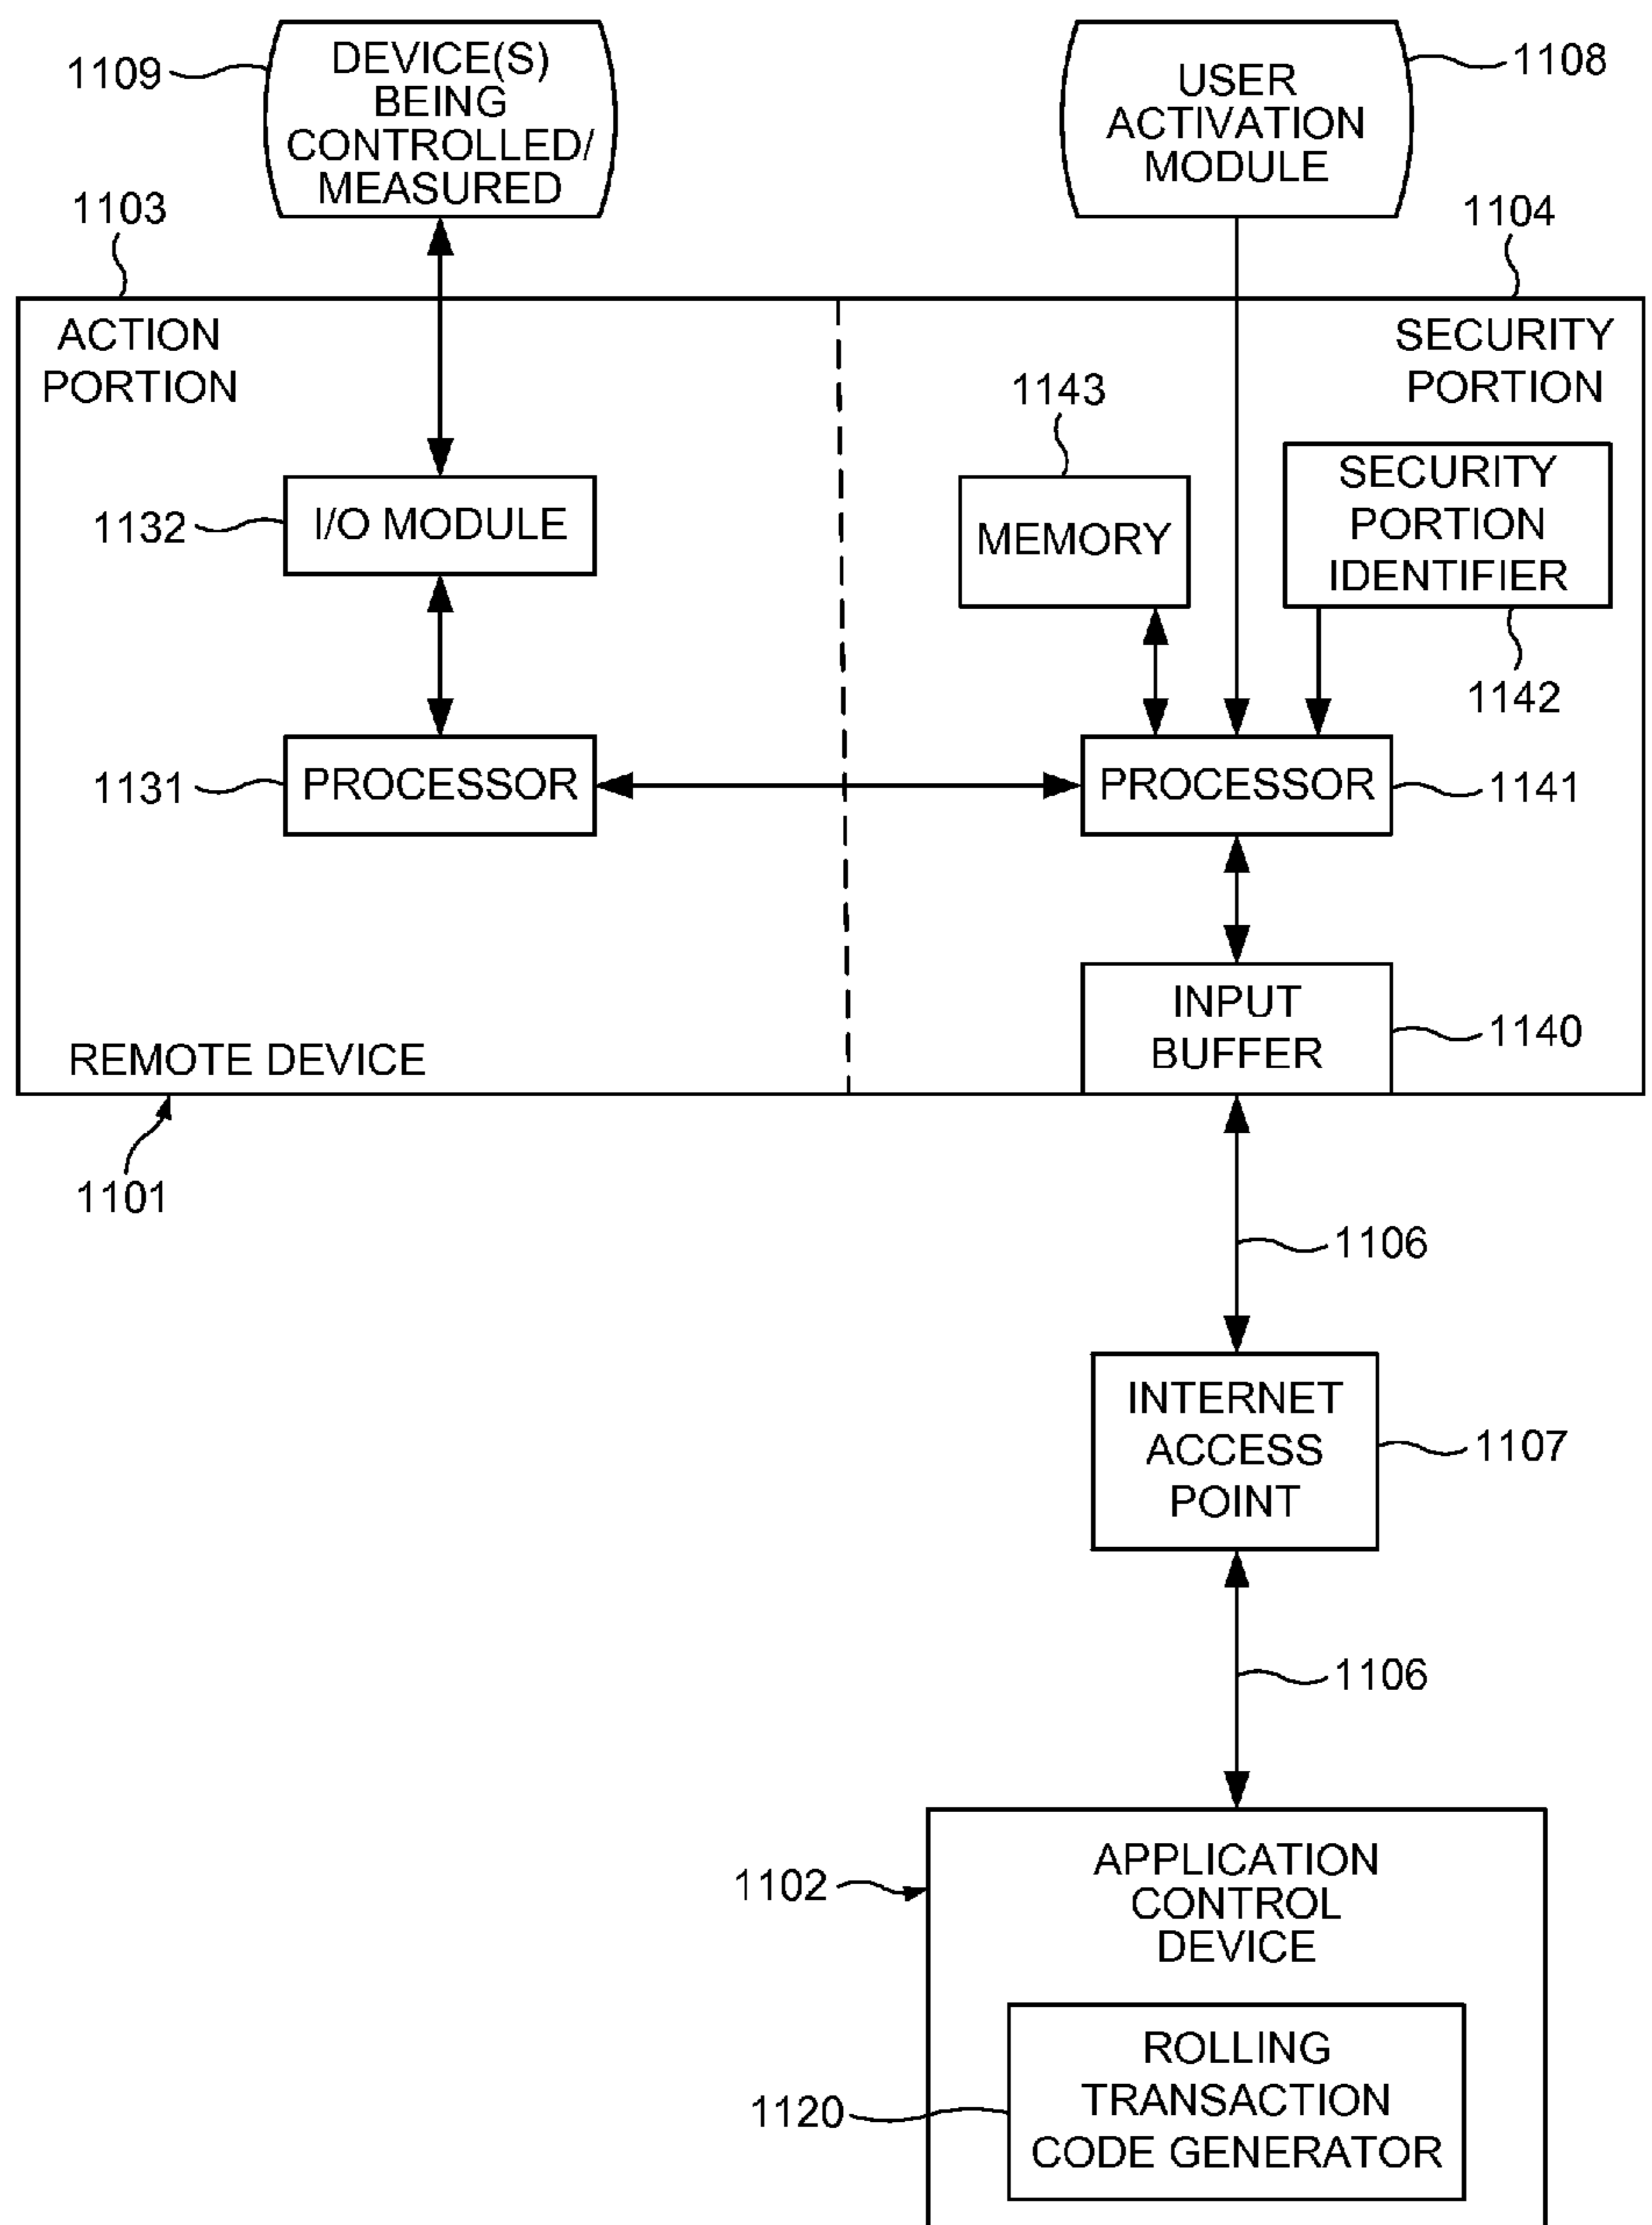 1109
DEVICE(S)
BEING
CONTROLLED/
MEASURED
USER
ACTIVATION
MODULE
1108
1103
1104
ACTION
PORTION
SECURITY
PORTION
1143
1132
I/O MODULE
MEMORY
SECURITY
PORTION
IDENTIFIER
1142
1131
PROCESSOR
PROCESSOR
1141
INPUT
BUFFER
1140
REMOTE DEVICE
1101
1106
INTERNET
ACCESS
POINT
1107
1106
1102
APPLICATION
CONTROL
DEVICE
1120
ROLLING
TRANSACTION
CODE GENERATOR